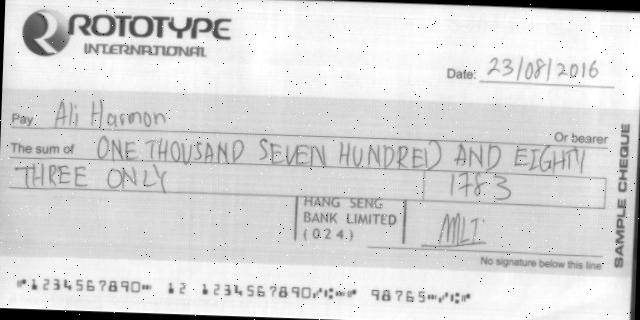 ROTOTYPE
INTERNATIONAL
Date: 23/08/2016
Pay: Ali Harmon
Or bearer
The sum of ONE THOUSAND SEVEN HUNDRED AND EIGHTY
THREE ONLY 1783
HANG SENG
BANK LIMITED
(024)
MLI
No signature below this line
SAMPLE CHEQUE
1234567890 12 1234567890 98765